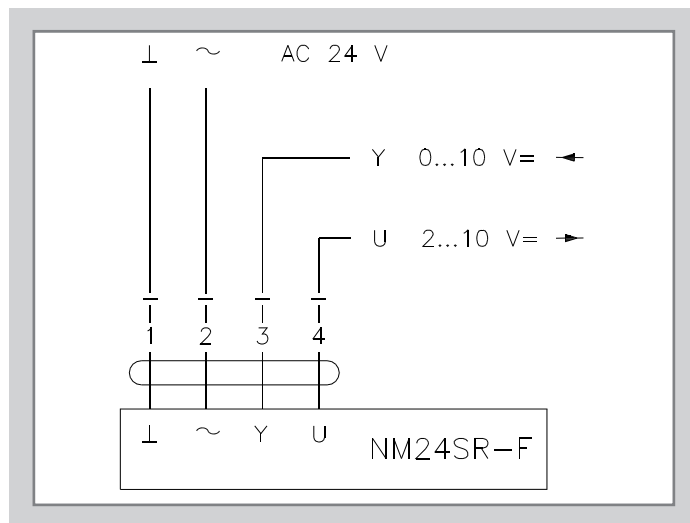 ⊥ ~ AC 24 V
Y 0...10 V=
U 2...10 V=
1 2 3 4
⊥ ~ Y U
NM24SR-F